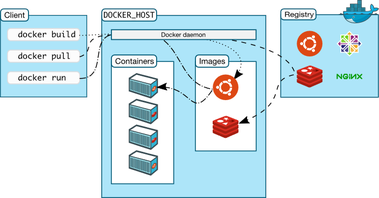 Client
docker build
docker pull
docker run
DOCKER_HOST
Docker daemon
Containers
Images
Registry
NGINX